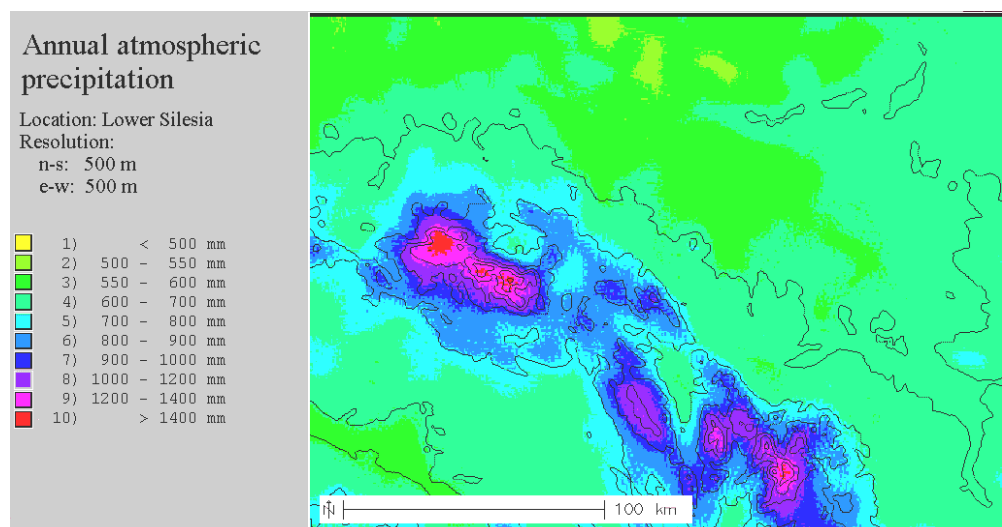 Annual atmospheric
precipitation
Location: Lower Silesia
Resolution:
n-s: 500 m
e-w: 500 m
1) < 500 mm
2) 500 - 550 mm
3) 550 - 600 mm
4) 600 - 700 mm
5) 700 - 800 mm
6) 800 - 900 mm
7) 900 - 1000 mm
8) 1000 - 1200 mm
9) 1200 - 1400 mm
10) > 1400 mm
N 100 km